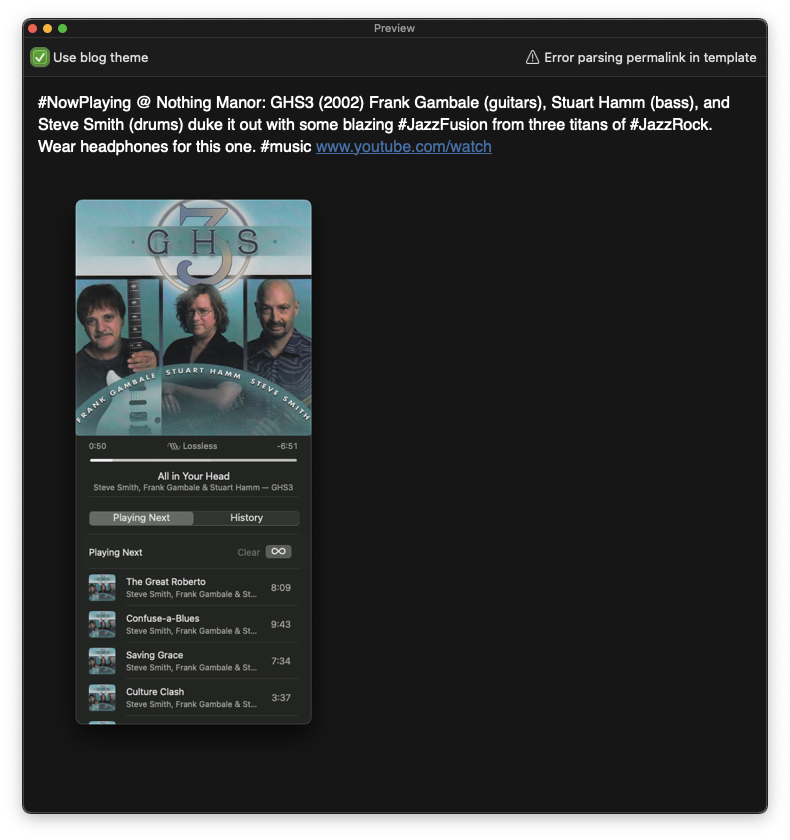 Preview
Use blog theme
Error parsing permalink in template
#NowPlaying @ Nothing Manor: GHS3 (2002) Frank Gambale (guitars), Stuart Hamm (bass), and
Steve Smith (drums) duke it out with some blazing #JazzFusion from three titans of #JazzRock.
Wear headphones for this one. #music www.youtube.com/watch
3
· G H S ·
FRANK GAMBALE STUART HAMM STEVE SMITH
0:50
Lossless
-6:51
All in Your Head
Steve Smith, Frank Gambale & Stuart Hamm — GHS3
Playing Next
History
Playing Next
Clear
The Great Roberto
Steve Smith, Frank Gambale & St...
8:09
Confuse-a-Blues
Steve Smith, Frank Gambale & St...
9:43
Saving Grace
Steve Smith, Frank Gambale & St...
7:34
Culture Clash
Steve Smith, Frank Gambale & St...
3:37